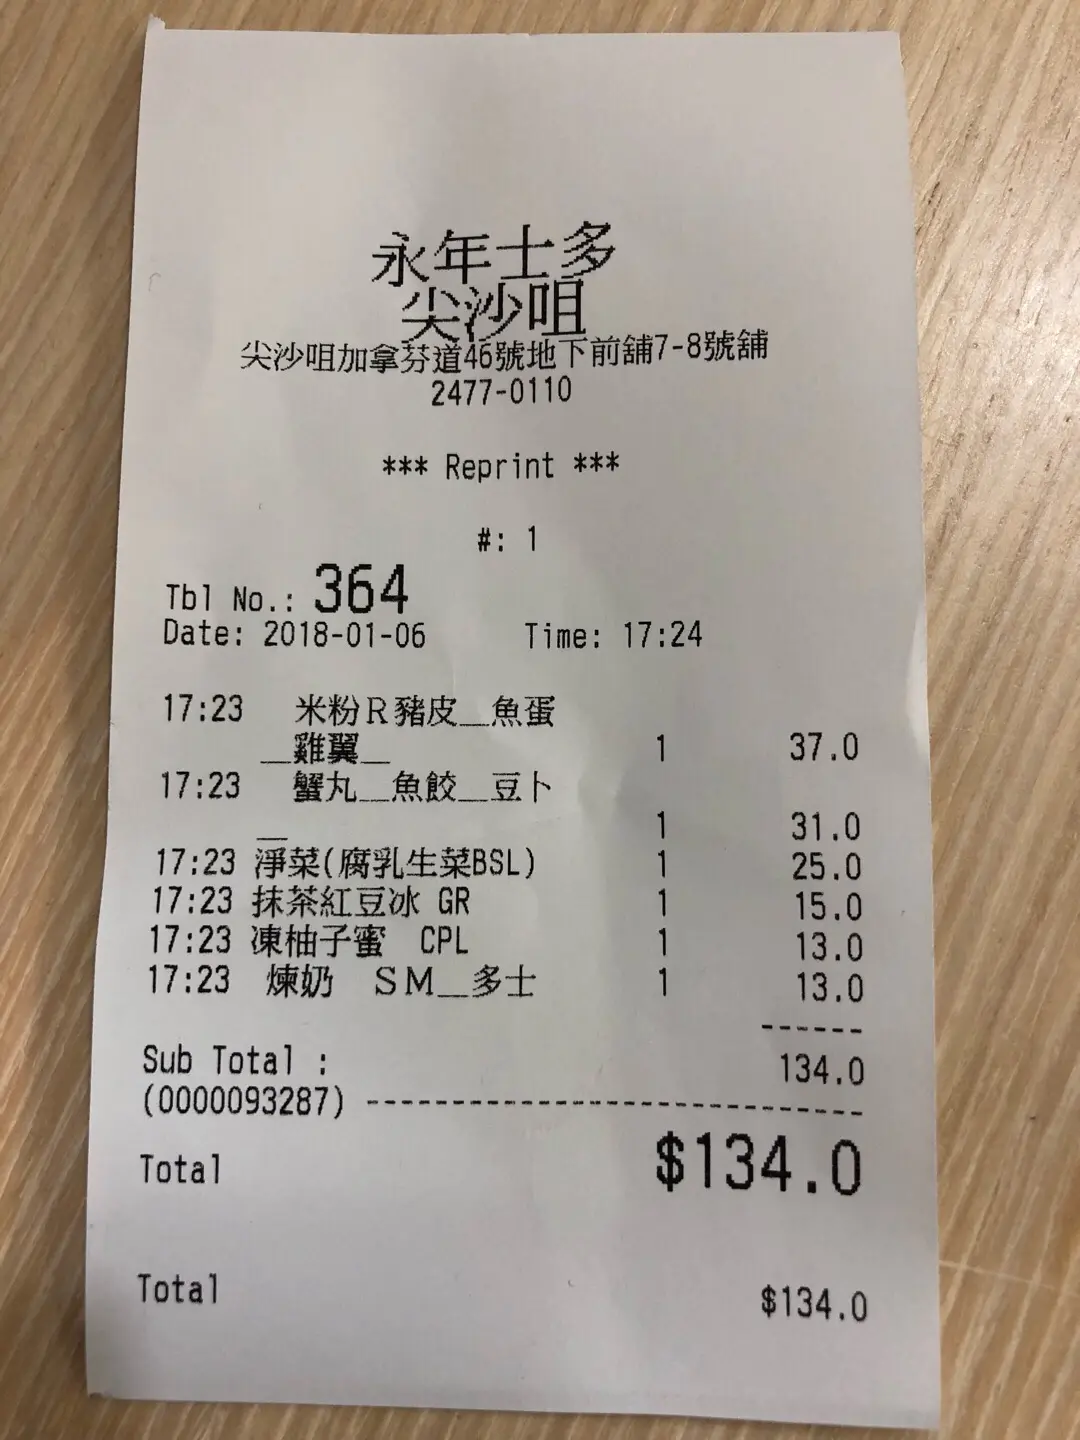 永年士多
尖沙咀
尖沙咀加拿芬道46號地下前舖7-8號舖
2477-0110
*** Reprint ***
#: 1
Tbl No.: 364
Date: 2018-01-06 Time: 17:24
17:23 米粉R豬皮__魚蛋
__雞翼__ 1 37.0
17:23 蟹丸__魚餃__豆卜
__ 1 31.0
17:23 淨菜(腐乳生菜BSL) 1 25.0
17:23 抹茶紅豆冰 GR 1 15.0
17:23 凍柚子蜜 CPL 1 13.0
17:23 煉奶 SM__多士 1 13.0
------
Sub Total : 134.0
(0000093287) -----------------------------
Total $134.0
Total $134.0